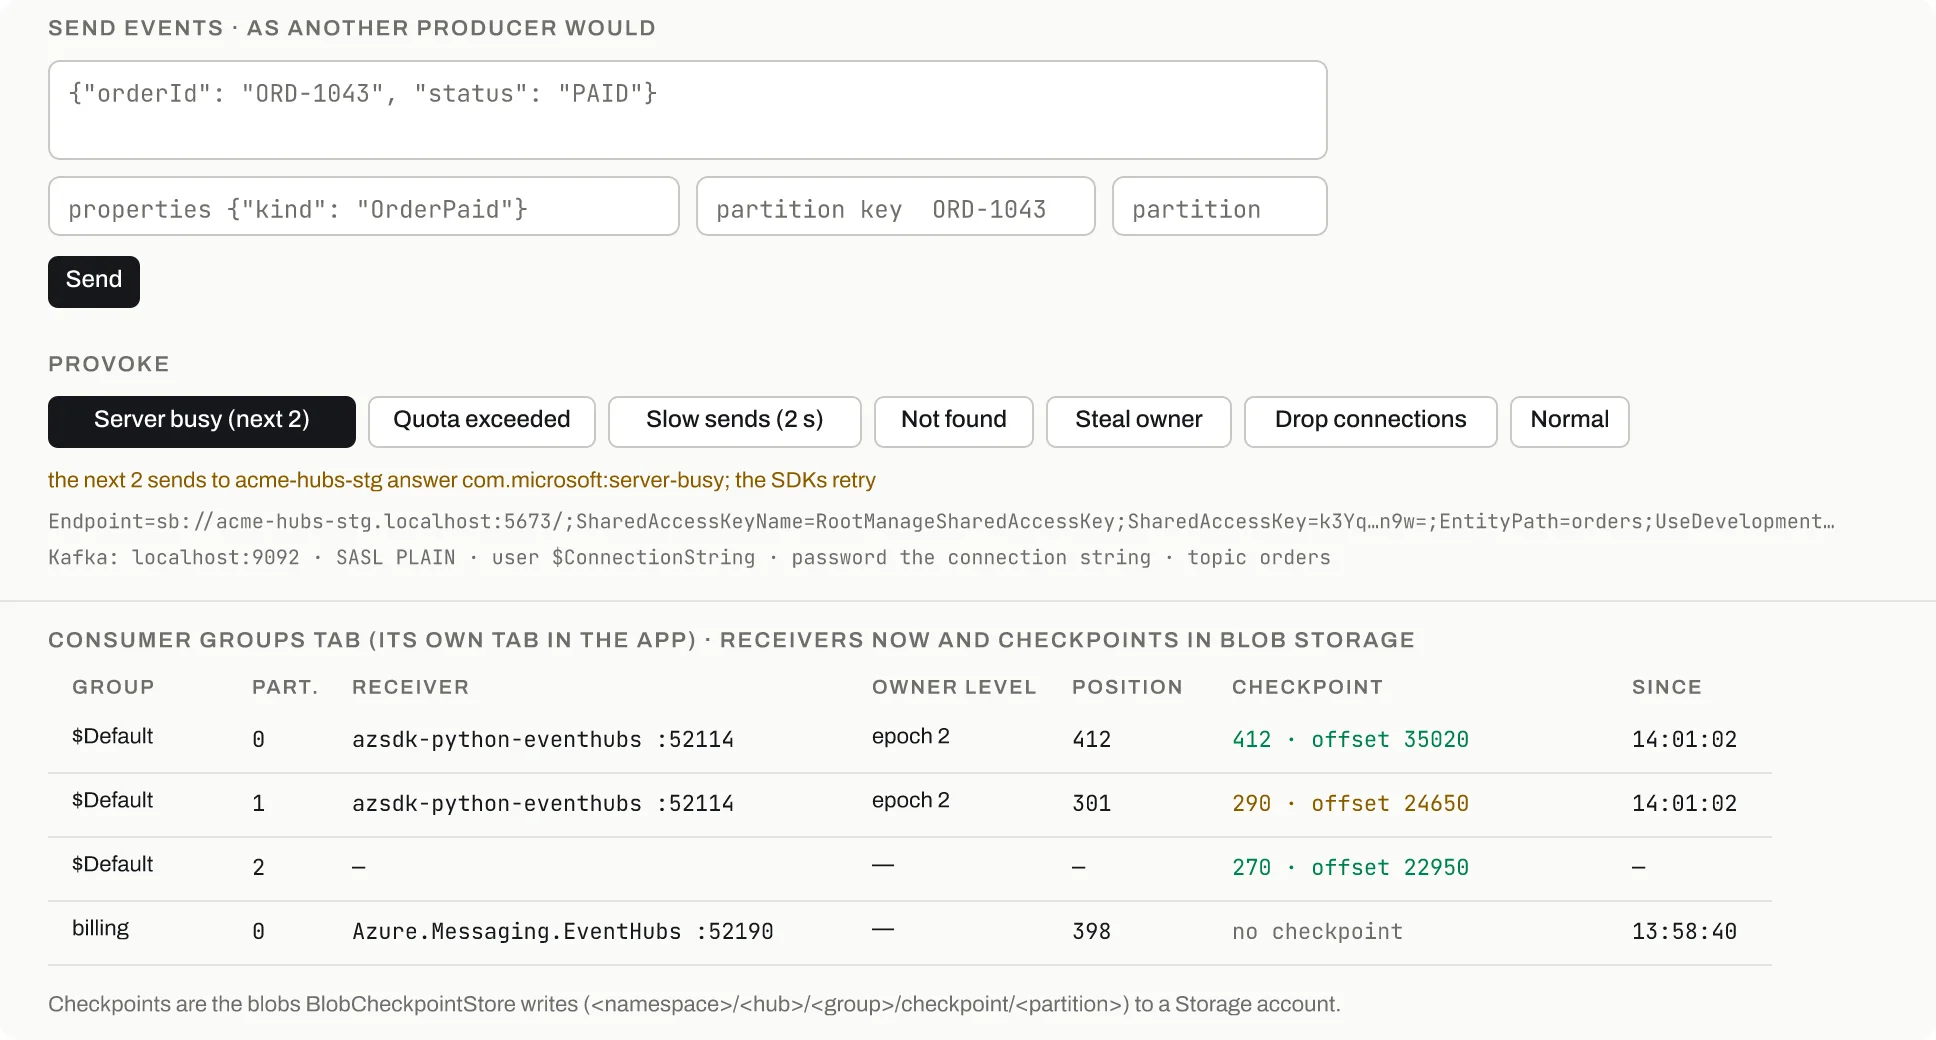 SEND EVENTS · AS ANOTHER PRODUCER WOULD
{"orderId": "ORD-1043", "status": "PAID"}
properties {"kind": "OrderPaid"} partition key ORD-1043 partition
Send
PROVOKE
Server busy (next 2) Quota exceeded Slow sends (2 s) Not found Steal owner Drop connections Normal
the next 2 sends to acme-hubs-stg answer com.microsoft:server-busy; the SDKs retry
Endpoint=sb://acme-hubs-stg.localhost:5673/;SharedAccessKeyName=RootManageSharedAccessKey;SharedAccessKey=k3Yq…n9w=;EntityPath=orders;UseDevelopment…
Kafka: localhost:9092 · SASL PLAIN · user $ConnectionString · password the connection string · topic orders
CONSUMER GROUPS TAB (ITS OWN TAB IN THE APP) · RECEIVERS NOW AND CHECKPOINTS IN BLOB STORAGE
GROUP PART. RECEIVER OWNER LEVEL POSITION CHECKPOINT SINCE
$Default 0 azsdk-python-eventhubs :52114 epoch 2 412 412 · offset 35020 14:01:02
$Default 1 azsdk-python-eventhubs :52114 epoch 2 301 290 · offset 24650 14:01:02
$Default 2 — — — 270 · offset 22950 —
billing 0 Azure.Messaging.EventHubs :52190 — 398 no checkpoint 13:58:40
Checkpoints are the blobs BlobCheckpointStore writes (<namespace>/<hub>/<group>/checkpoint/<partition>) to a Storage account.